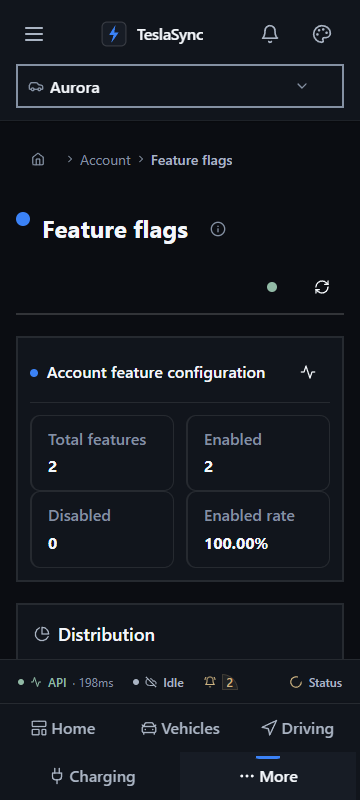 TeslaSync
Aurora
Account
Feature flags
Feature flags
Account feature configuration
Total features
2
Enabled
2
Disabled
0
Enabled rate
100.00%
Distribution
API · 198ms
Idle
2
Status
Home
Vehicles
Driving
Charging
More